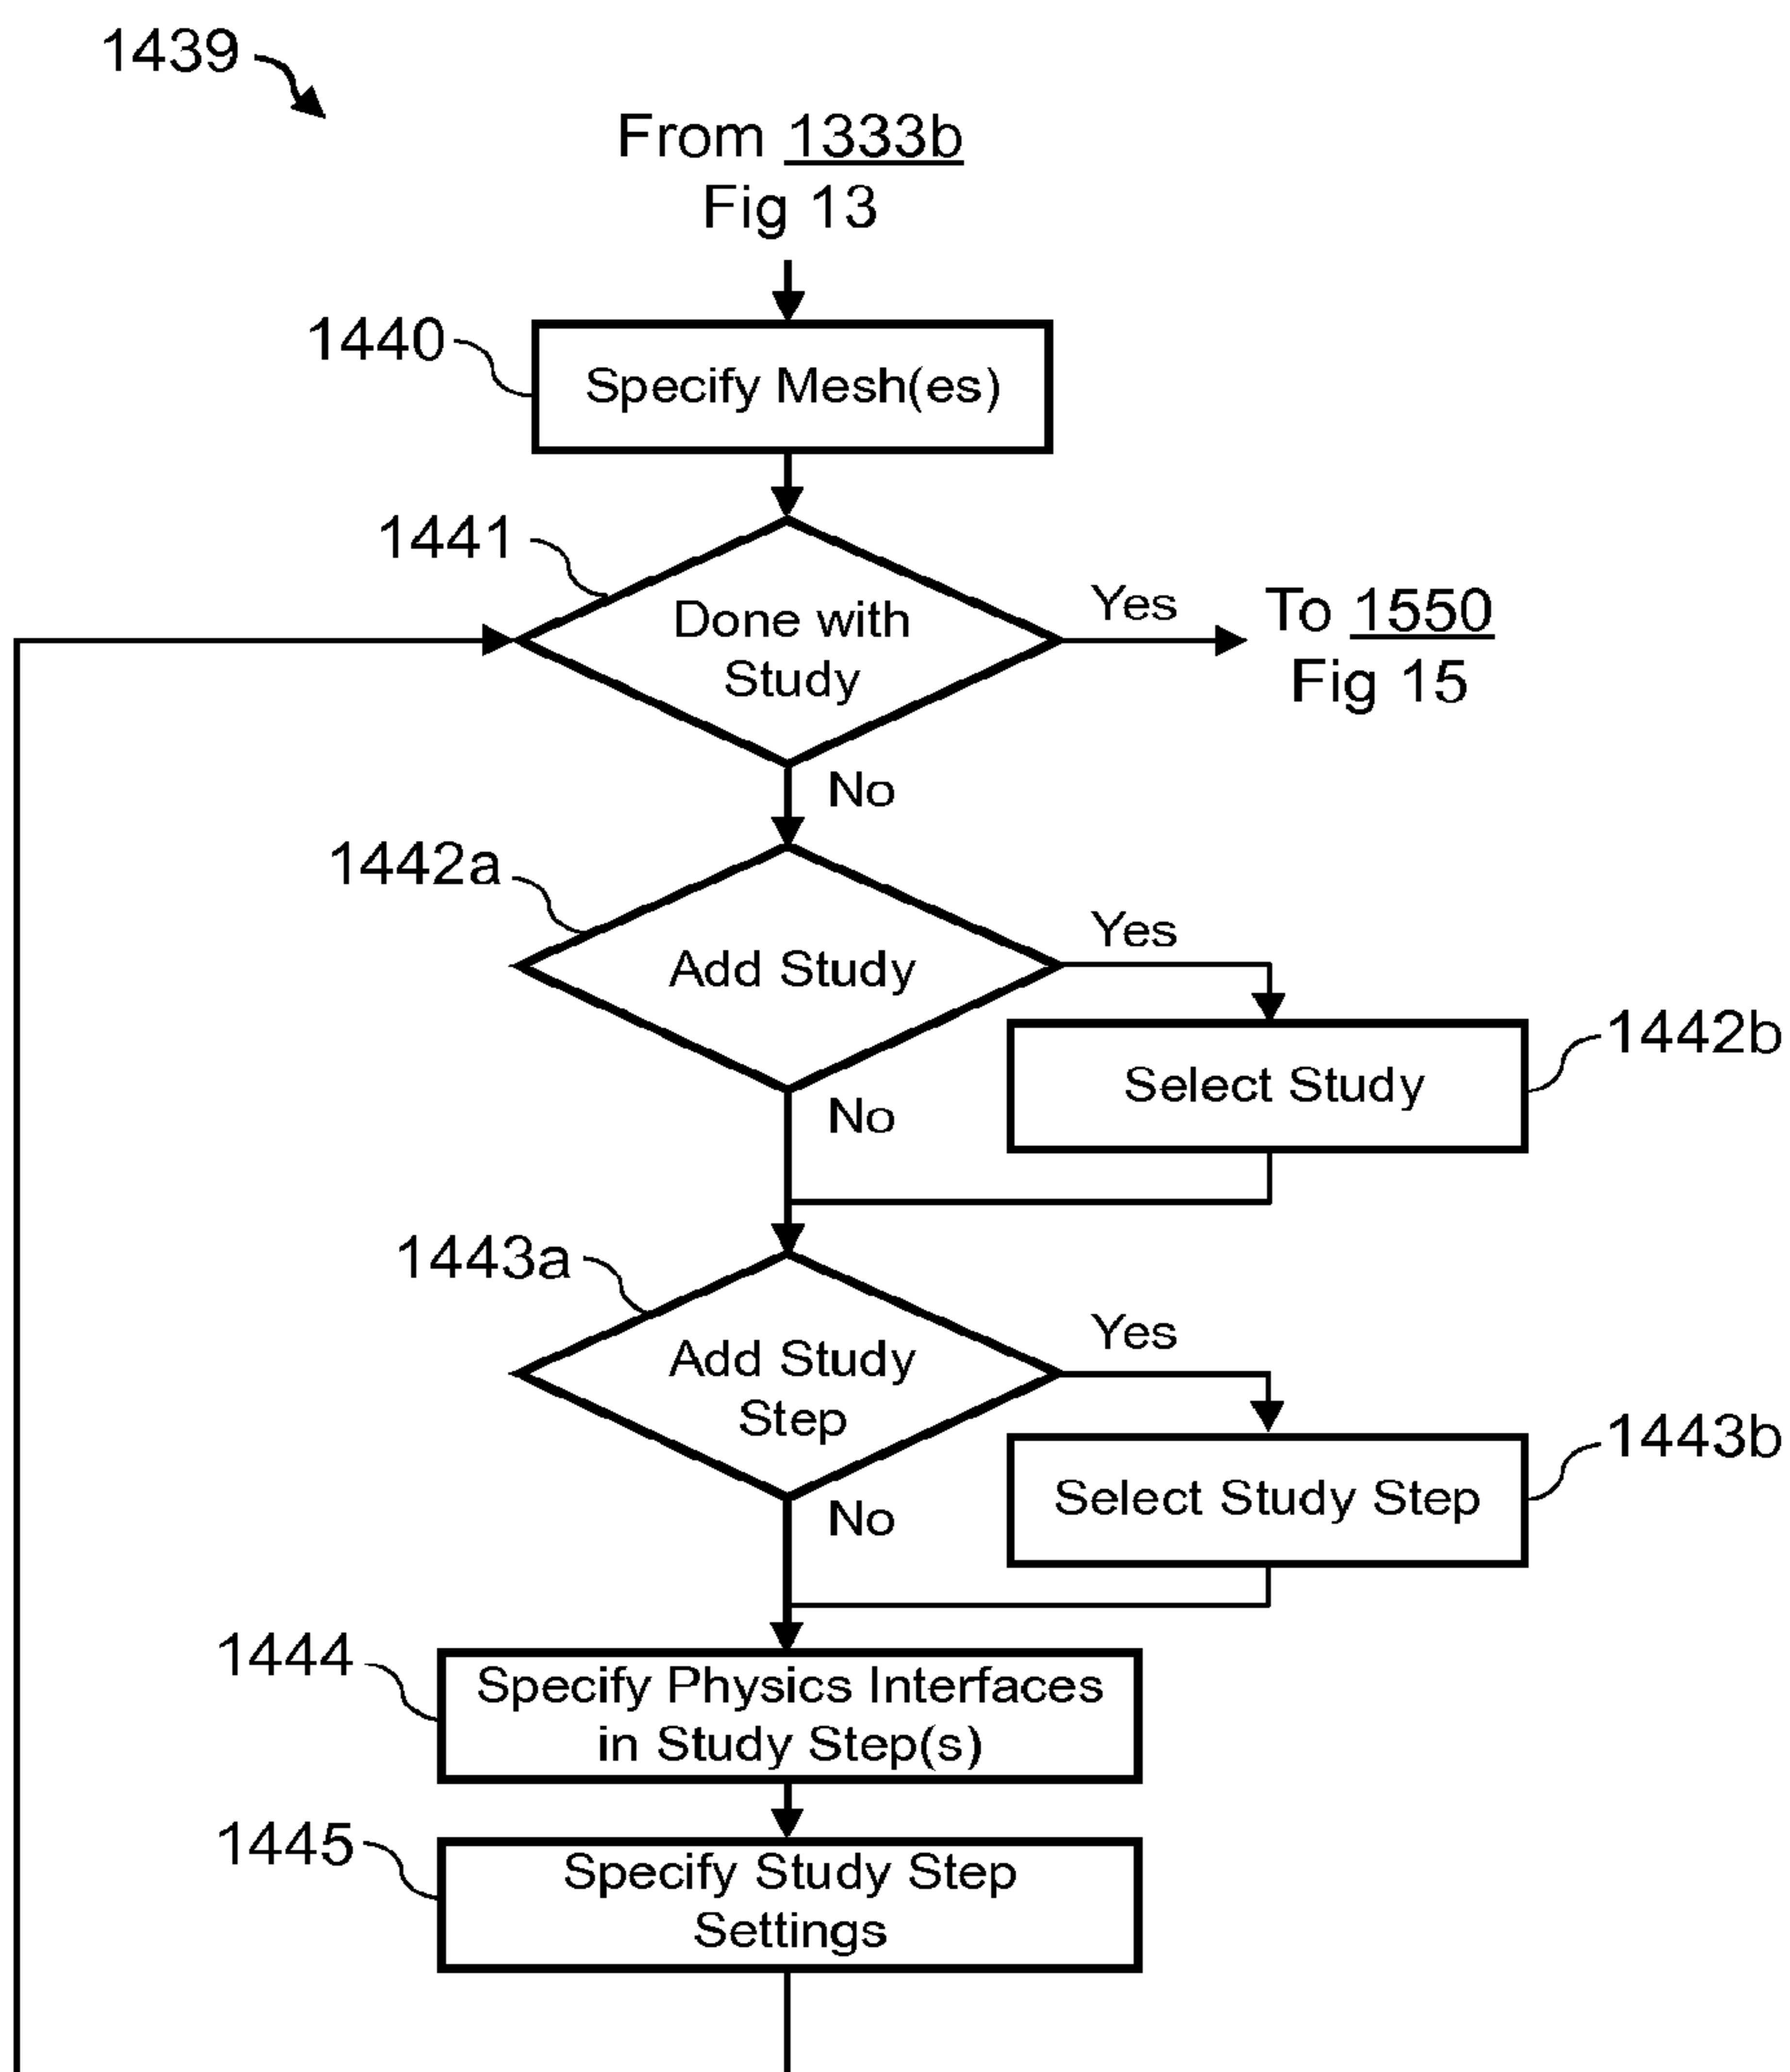 1439
From 1333b
Fig 13
1440
Specify Mesh(es)
1441
Done with
Study
Yes
To 1550
Fig 15
No
1442a
Add Study
Yes
1442b
Select Study
No
1443a
Add Study
Step
Yes
1443b
Select Study Step
No
1444
Specify Physics Interfaces
in Study Step(s)
1445
Specify Study Step
Settings